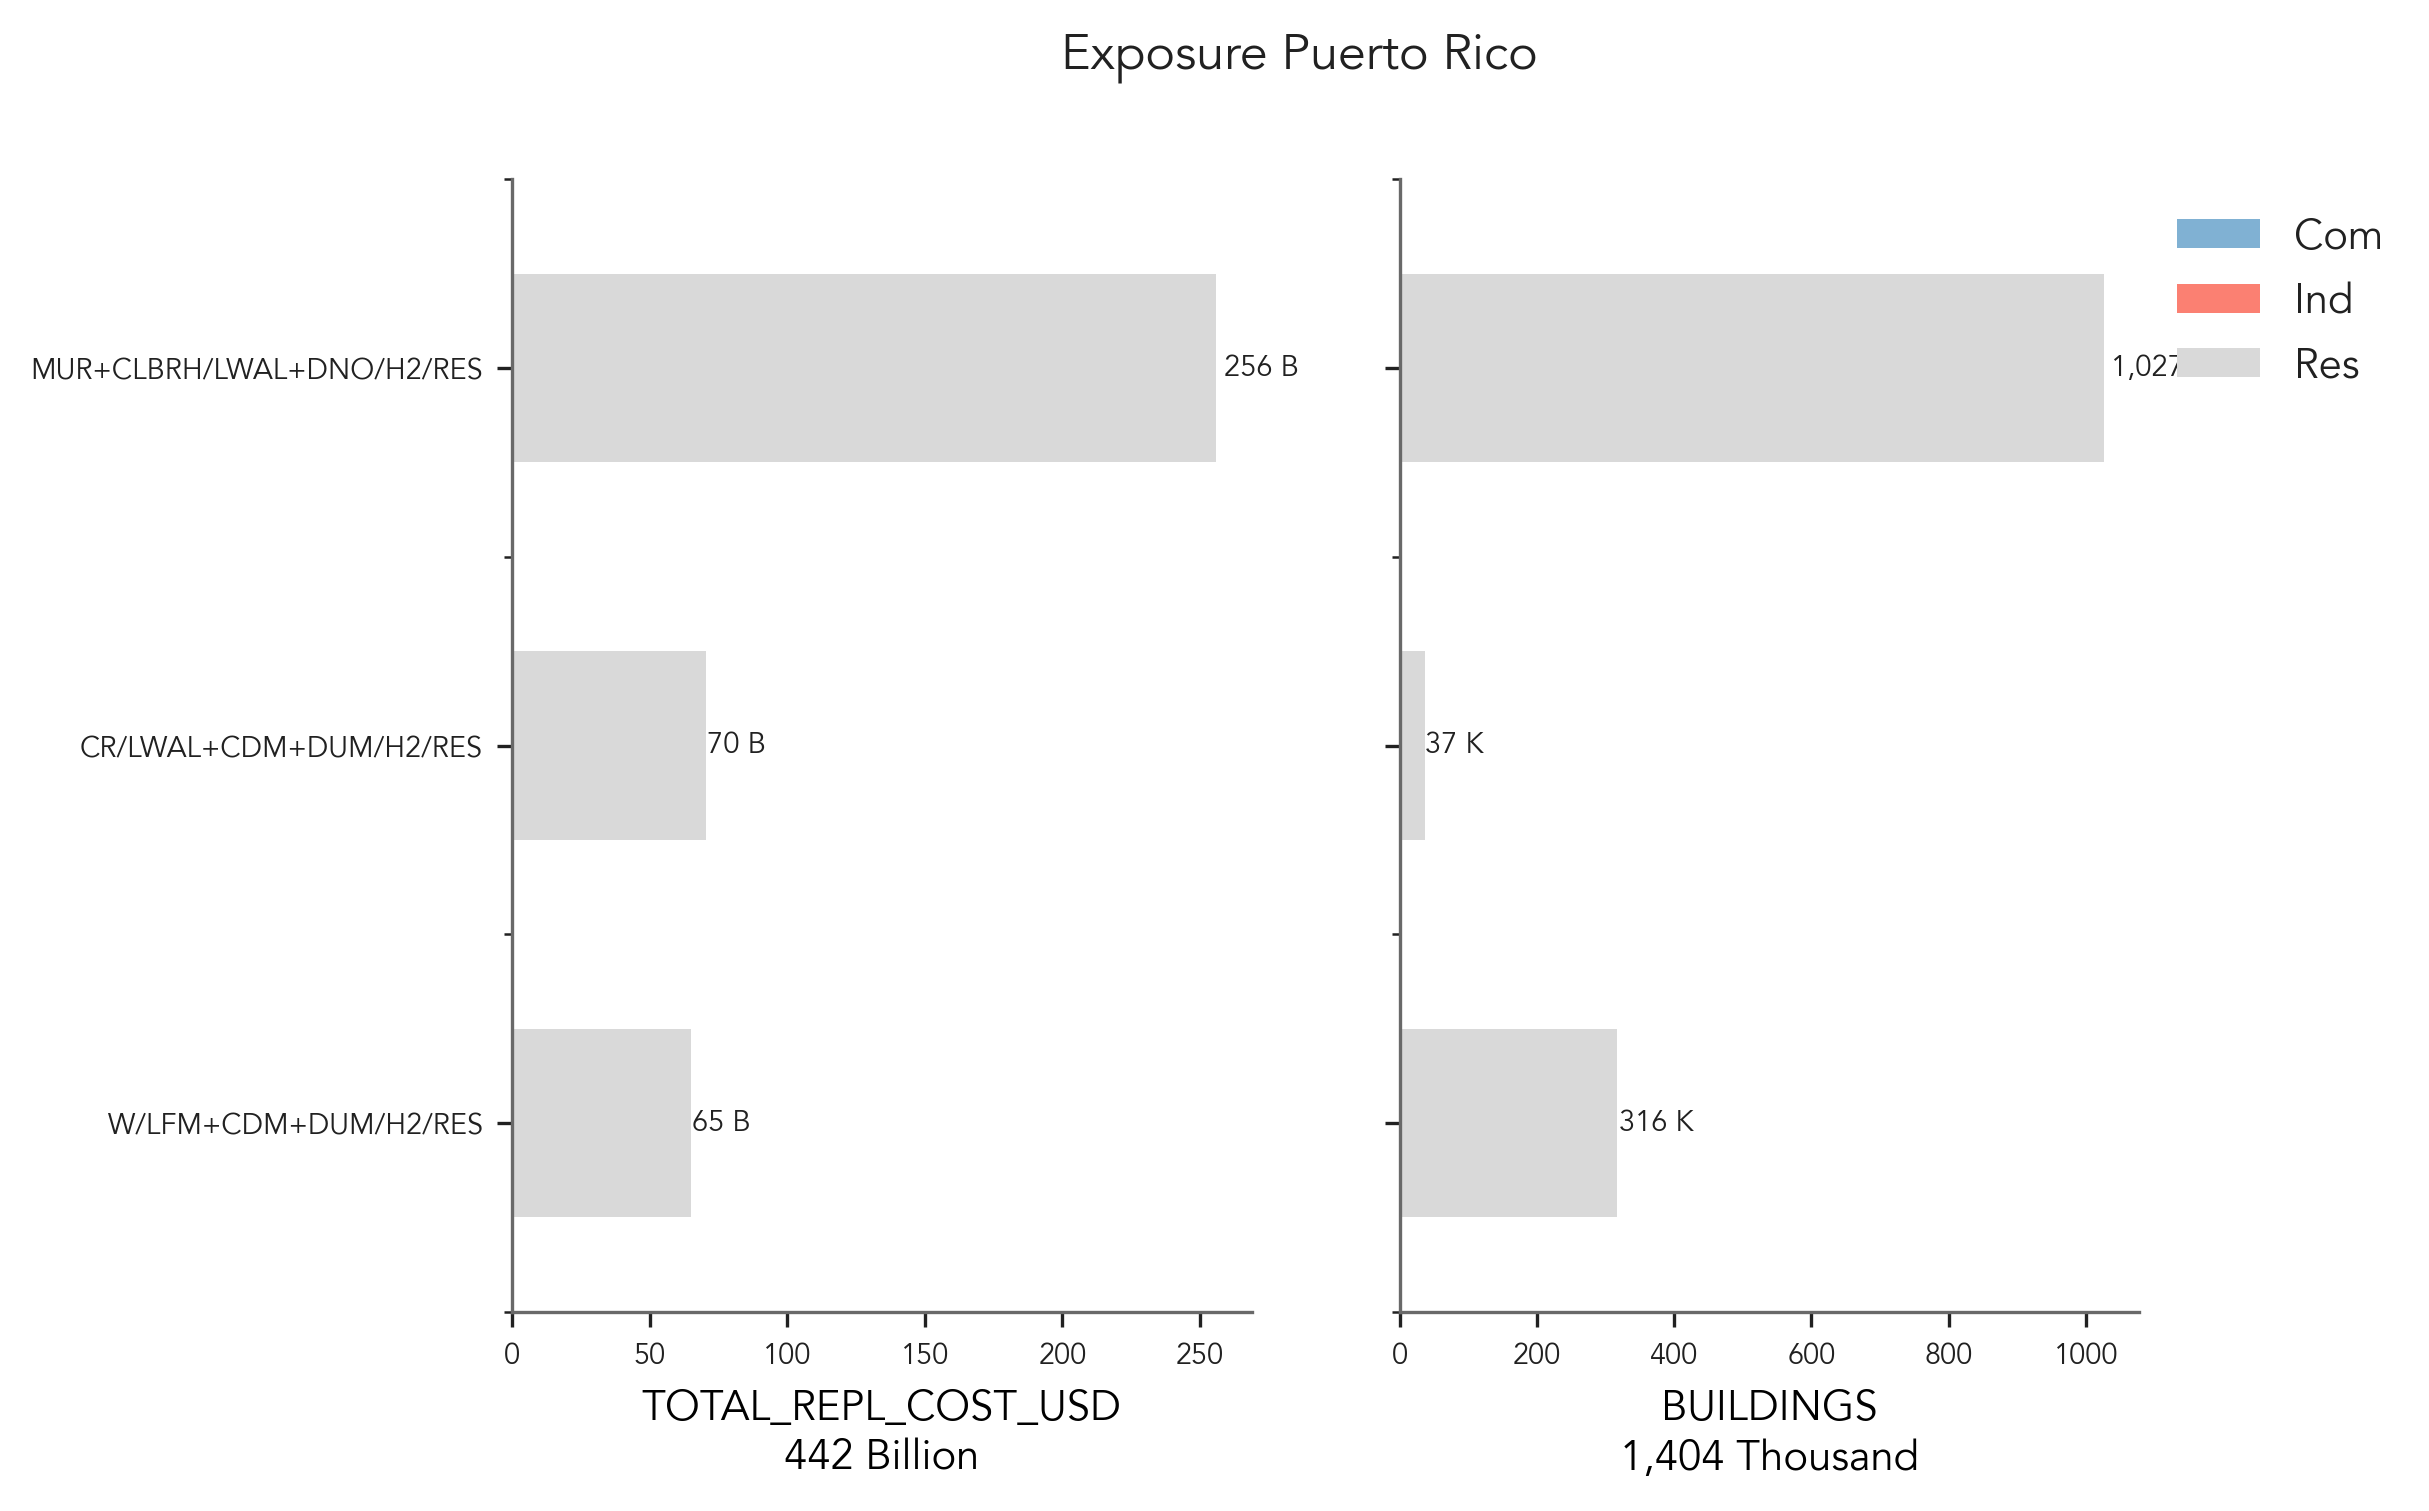 Exposure Puerto Rico
MUR+CLBRH/LWAL+DNO/H2/RES
CR/LWAL+CDM+DUM/H2/RES
W/LFM+CDM+DUM/H2/RES
256 B
70 B
65 B
0 50 100 150 200 250
TOTAL_REPL_COST_USD
442 Billion
1,027
37 K
316 K
0 200 400 600 800 1000
BUILDINGS
1,404 Thousand
Com
Ind
Res